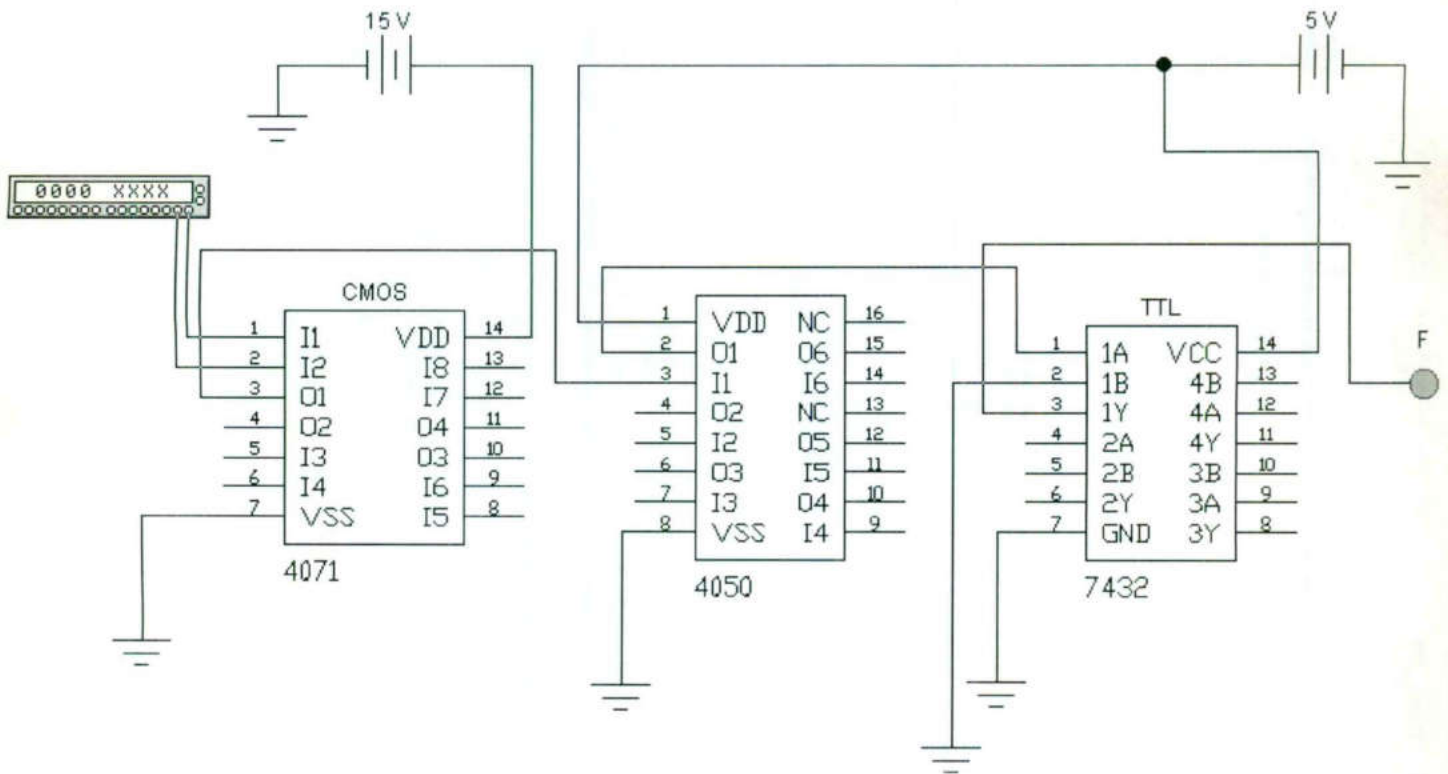 15 V
5 V
0000 XXXX
CMOS
1 I1 VDD 14
2 I2 I8 13
3 O1 I7 12
4 O2 O4 11
5 I3 O3 10
6 I4 I6 9
7 VSS I5 8
4071
1 VDD NC 16
2 O1 O6 15
3 I1 I6 14
4 O2 NC 13
5 I2 O5 12
6 O3 I5 11
7 I3 O4 10
8 VSS I4 9
4050
TTL
1 1A VCC 14
2 1B 4B 13
3 1Y 4A 12
4 2A 4Y 11
5 2B 3B 10
6 2Y 3A 9
7 GND 3Y 8
7432
F